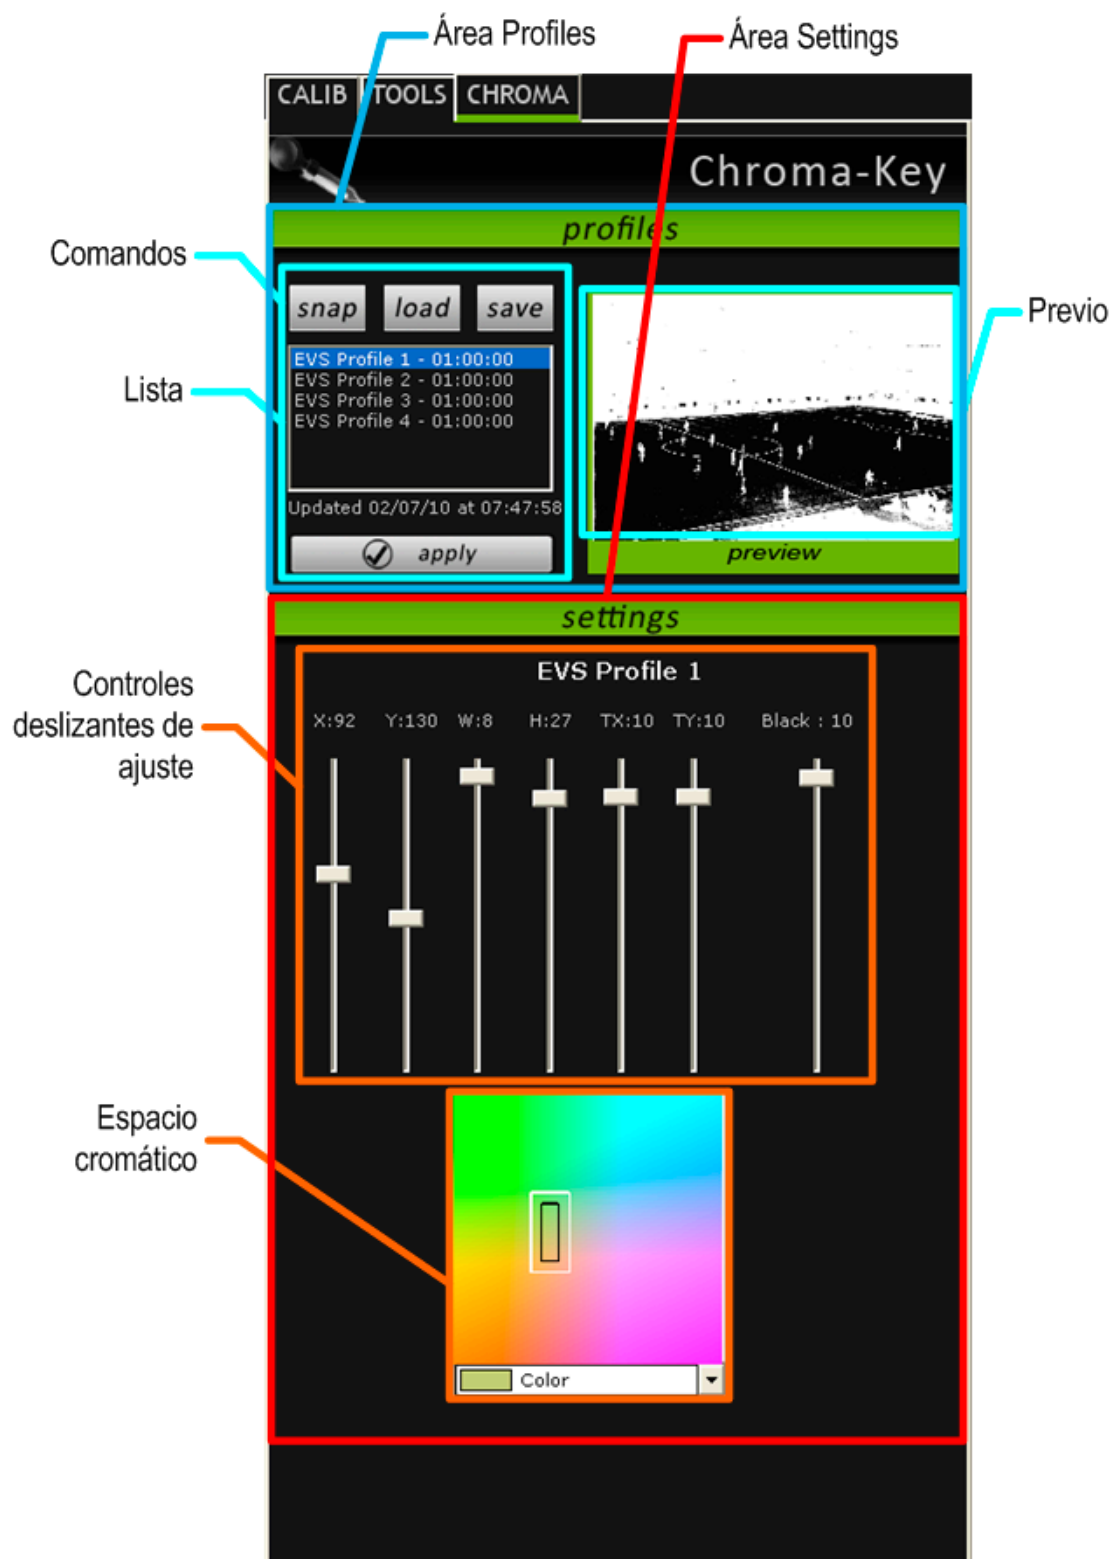 Área Profiles
Área Settings
CALIB TOOLS CHROMA
Chroma-Key
profiles
Comandos
snap load save
Previo
EVS Profile 1 - 01:00:00
EVS Profile 2 - 01:00:00
Lista
EVS Profile 3 - 01:00:00
EVS Profile 4 - 01:00:00
Updated 02/07/10 at 07:47:58
apply
preview
settings
EVS Profile 1
Controles
deslizantes de
ajuste
X:92 Y:130 W:8 H:27 TX:10 TY:10 Black : 10
Espacio
cromático
Color